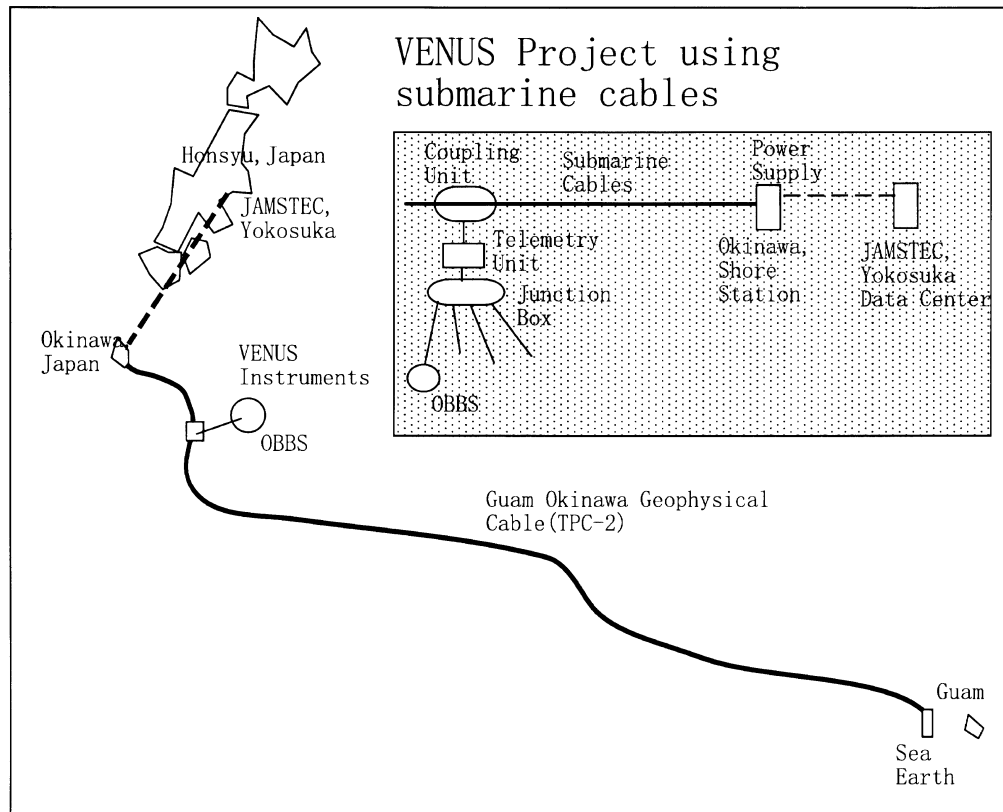 VENUS Project using
submarine cables
Honsyu, Japan
JAMSTEC,
Yokosuka
Okinawa,
Japan
VENUS
Instruments
OBBS
Coupling
Unit
Submarine
Cables
Power
Supply
Telemetry
Unit
Junction
Box
OBBS
Okinawa,
Shore
Station
JAMSTEC,
Yokosuka
Data Center
Guam Okinawa Geophysical
Cable(TPC-2)
Guam
Sea
Earth